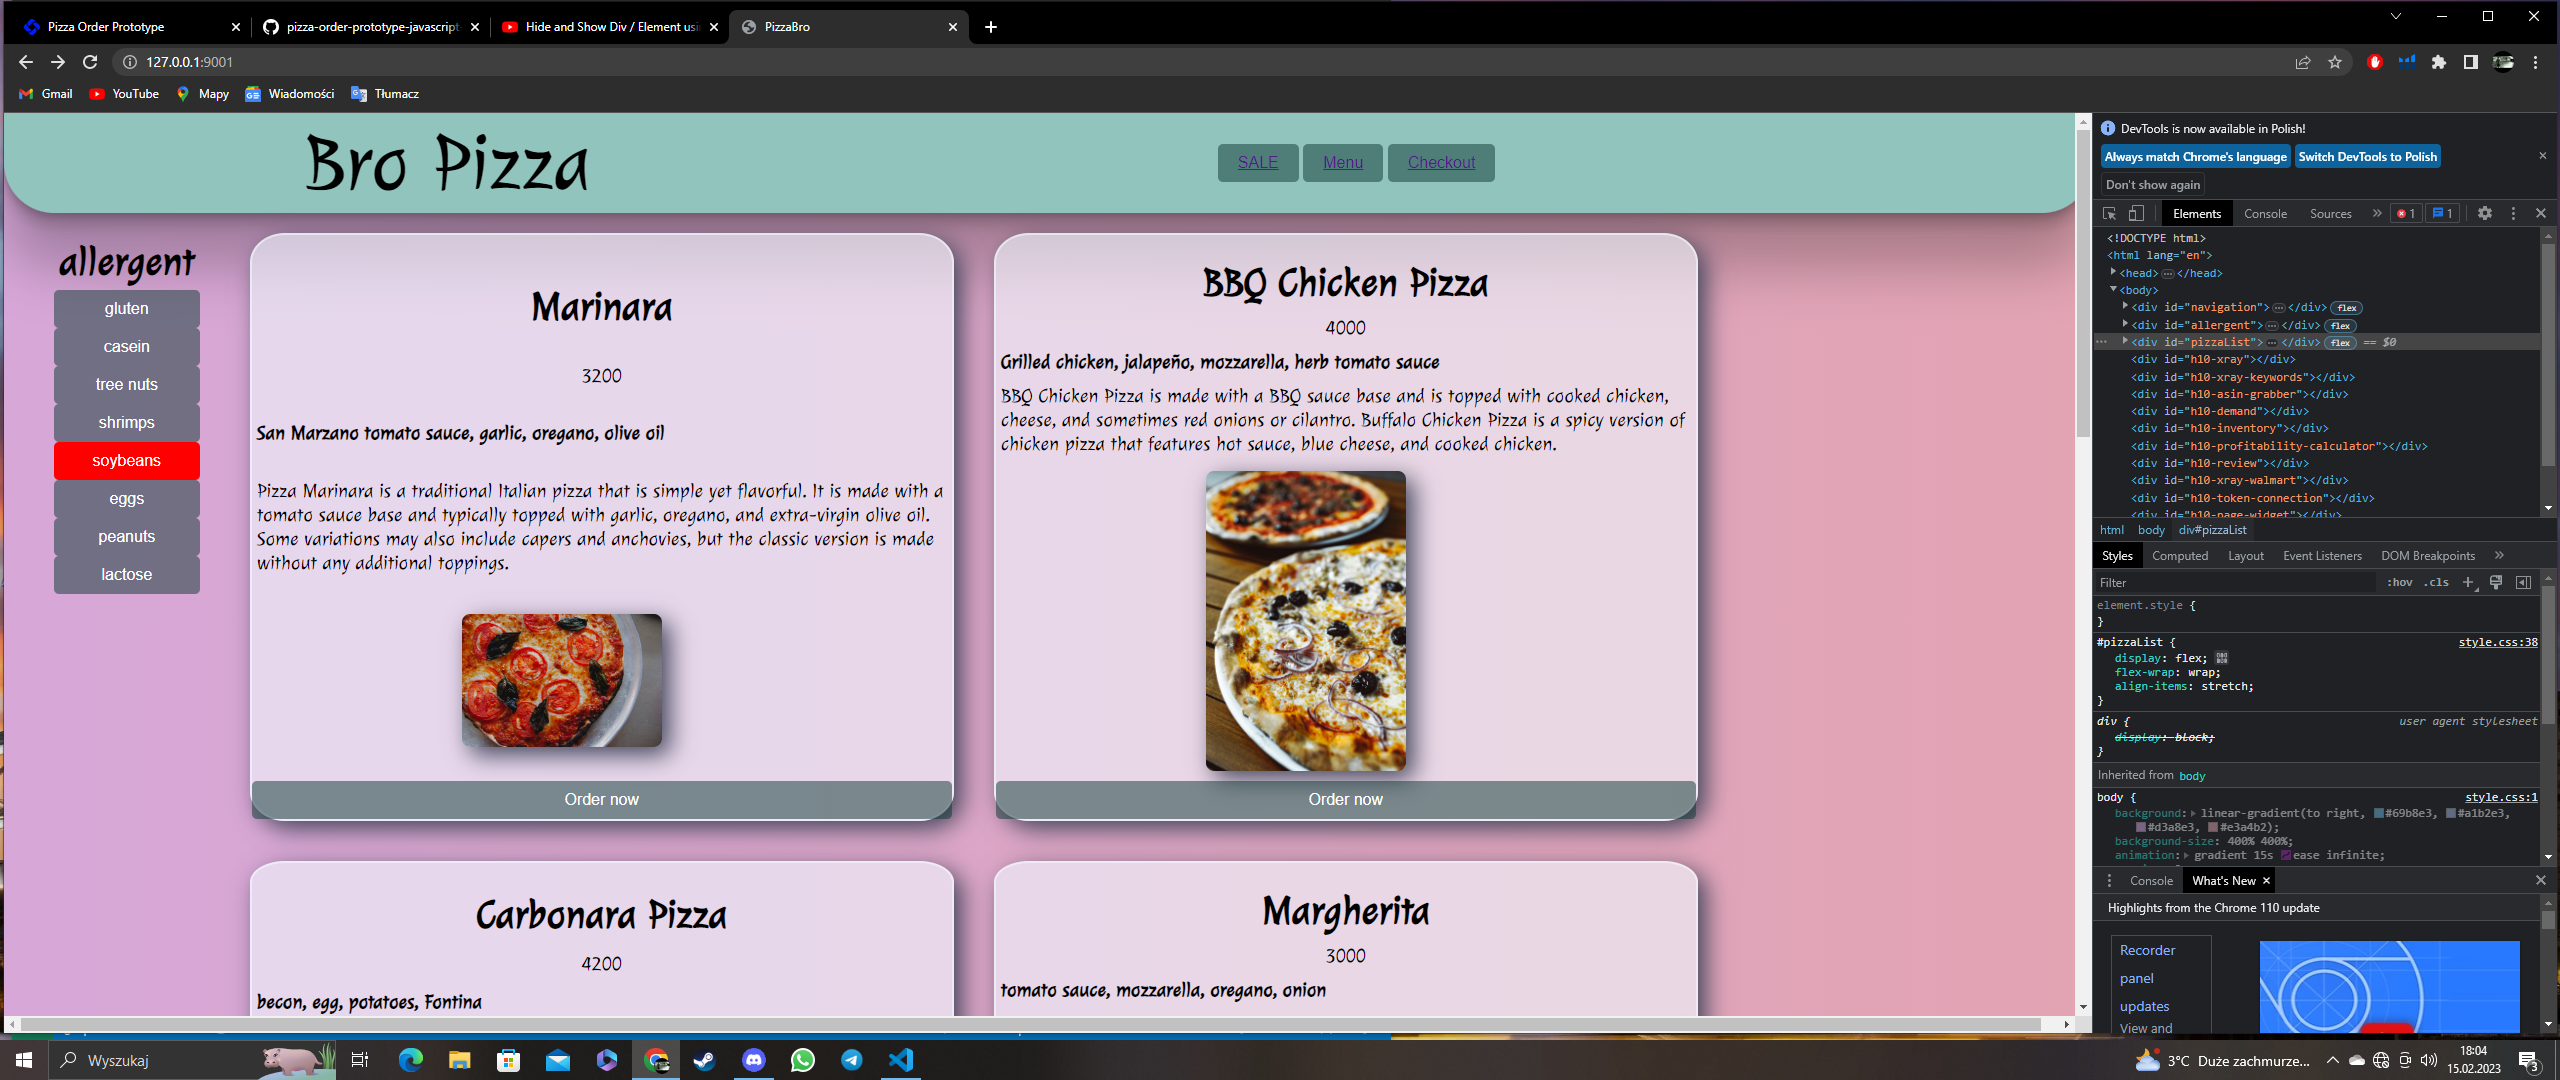 Pizza Order Prototype
pizza-order-prototype-javascript
Hide and Show Div / Element usi
PizzaBro
127.0.0.1:9001
Gmail
YouTube
Mapy
Wiadomości
Tłumacz
Bro Pizza
SALE
Menu
Checkout
allergent
gluten
casein
tree nuts
shrimps
soybeans
eggs
peanuts
lactose
Marinara
3200
San Marzano tomato sauce, garlic, oregano, olive oil
Pizza Marinara is a traditional Italian pizza that is simple yet flavorful. It is made with a
tomato sauce base and typically topped with garlic, oregano, and extra-virgin olive oil.
Some variations may also include capers and anchovies, but the classic version is made
without any additional toppings.
Order now
BBQ Chicken Pizza
4000
Grilled chicken, jalapeño, mozzarella, herb tomato sauce
BBQ Chicken Pizza is made with a BBQ sauce base and is topped with cooked chicken,
cheese, and sometimes red onions or cilantro. Buffalo Chicken Pizza is a spicy version of
chicken pizza that features hot sauce, blue cheese, and cooked chicken.
Order now
Carbonara Pizza
4200
becon, egg, potatoes, Fontina
Margherita
3000
tomato sauce, mozzarella, oregano, onion
DevTools is now available in Polish!
Always match Chrome's language
Switch DevTools to Polish
Don't show again
Elements
Console
Sources
1
1
<!DOCTYPE html>
<html lang="en">
<head>…</head>
<body>
<div id="navigation">…</div> flex
<div id="allergent">…</div> flex
<div id="pizzaList">…</div> flex == $0
<div id="h10-xray"></div>
<div id="h10-xray-keywords"></div>
<div id="h10-asin-grabber"></div>
<div id="h10-demand"></div>
<div id="h10-inventory"></div>
<div id="h10-profitability-calculator"></div>
<div id="h10-review"></div>
<div id="h10-xray-walmart"></div>
<div id="h10-token-connection"></div>
<div id="h10-page-widget"></div>
html
body
div#pizzaList
Styles
Computed
Layout
Event Listeners
DOM Breakpoints
Filter
:hov
.cls
element.style {
}
#pizzaList { style.css:38
display: flex;
flex-wrap: wrap;
align-items: stretch;
}
div { user agent stylesheet
display: block;
}
Inherited from body
body { style.css:1
background: linear-gradient(to right, #69b8e3, #a1b2e3,
#d3a8e3, #e3a4b2);
background-size: 400% 400%;
animation: gradient 15s ease infinite;
Console
What's New
Highlights from the Chrome 110 update
Recorder
panel
updates
View and
Wyszukaj
3°C Duże zachmurze...
18:04
15.02.2023
3